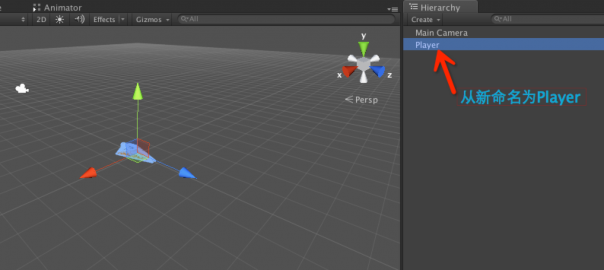 Animator
2D
Effects
Gizmos
All
y
x
z
Persp
Hierarchy
Create
All
Main Camera
Player
从新命名为Player